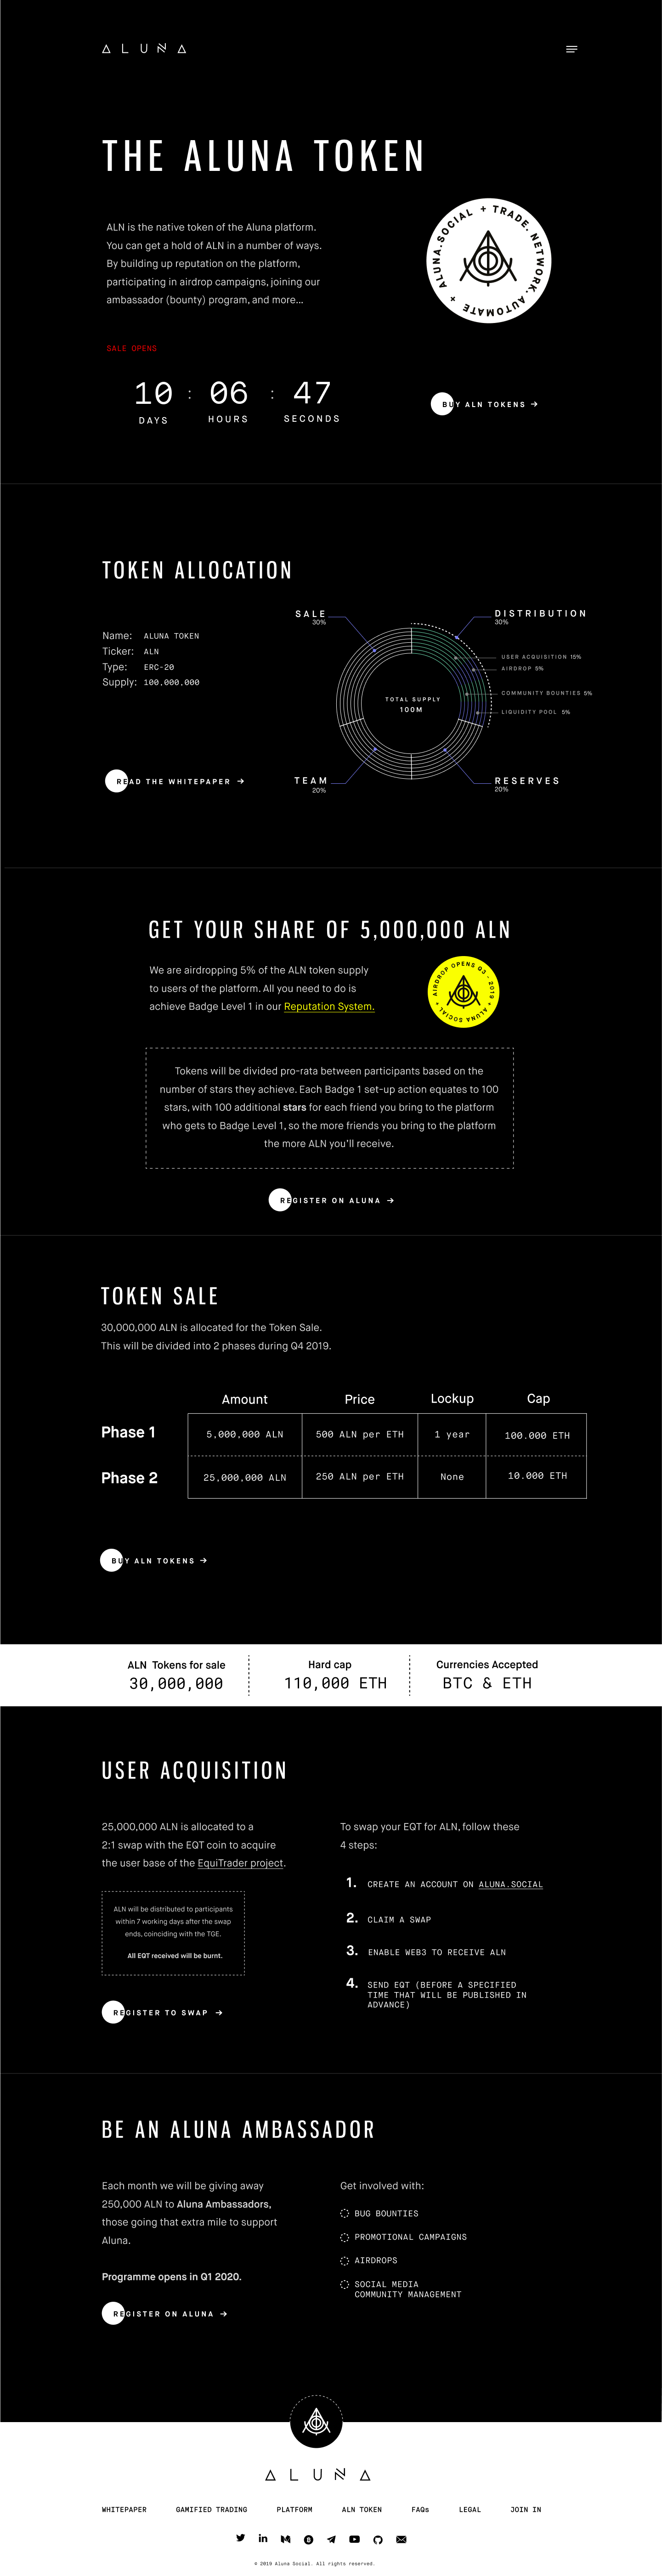 ALUNA
THE ALUNA TOKEN
ALN is the native token of the Aluna platform.
You can get a hold of ALN in a number of ways.
By building up reputation on the platform,
participating in airdrop campaigns, joining our
ambassador (bounty) program, and more...
ALUNA.SOCIAL + TRADE. NETWORK. AUTOMATE +
SALE OPENS
10 : 06 : 47
DAYS HOURS SECONDS
BUY ALN TOKENS →
TOKEN ALLOCATION
Name: ALUNA TOKEN
Ticker: ALN
Type: ERC-20
Supply: 100,000,000
READ THE WHITEPAPER →
SALE
30%
DISTRIBUTION
30%
USER ACQUISITION 15%
AIRDROP 5%
COMMUNITY BOUNTIES 5%
LIQUIDITY POOL 5%
TOTAL SUPPLY
100M
TEAM
20%
RESERVES
20%
GET YOUR SHARE OF 5,000,000 ALN
We are airdropping 5% of the ALN token supply
to users of the platform. All you need to do is
achieve Badge Level 1 in our Reputation System.
AIRDROP OPENS Q3 - 2019 + ALUNA SOCIAL +
Tokens will be divided pro-rata between participants based on the
number of stars they achieve. Each Badge 1 set-up action equates to 100
stars, with 100 additional stars for each friend you bring to the platform
who gets to Badge Level 1, so the more friends you bring to the platform
the more ALN you'll receive.
REGISTER ON ALUNA →
TOKEN SALE
30,000,000 ALN is allocated for the Token Sale.
This will be divided into 2 phases during Q4 2019.
Amount Price Lockup Cap
Phase 1 5,000,000 ALN 500 ALN per ETH 1 year 100.000 ETH
Phase 2 25,000,000 ALN 250 ALN per ETH None 10.000 ETH
BUY ALN TOKENS →
ALN Tokens for sale
30,000,000
Hard cap
110,000 ETH
Currencies Accepted
BTC & ETH
USER ACQUISITION
25,000,000 ALN is allocated to a
2:1 swap with the EQT coin to acquire
the user base of the EquiTrader project.
ALN will be distributed to participants
within 7 working days after the swap
ends, coinciding with the TGE.
All EQT received will be burnt.
REGISTER TO SWAP →
To swap your EQT for ALN, follow these
4 steps:
1. CREATE AN ACCOUNT ON ALUNA.SOCIAL
2. CLAIM A SWAP
3. ENABLE WEB3 TO RECEIVE ALN
4. SEND EQT (BEFORE A SPECIFIED
TIME THAT WILL BE PUBLISHED IN
ADVANCE)
BE AN ALUNA AMBASSADOR
Each month we will be giving away
250,000 ALN to Aluna Ambassadors,
those going that extra mile to support
Aluna.
Programme opens in Q1 2020.
REGISTER ON ALUNA →
Get involved with:
BUG BOUNTIES
PROMOTIONAL CAMPAIGNS
AIRDROPS
SOCIAL MEDIA
COMMUNITY MANAGEMENT
ALUNA
WHITEPAPER GAMIFIED TRADING PLATFORM ALN TOKEN FAQs LEGAL JOIN IN
© 2019 Aluna Social. All rights reserved.